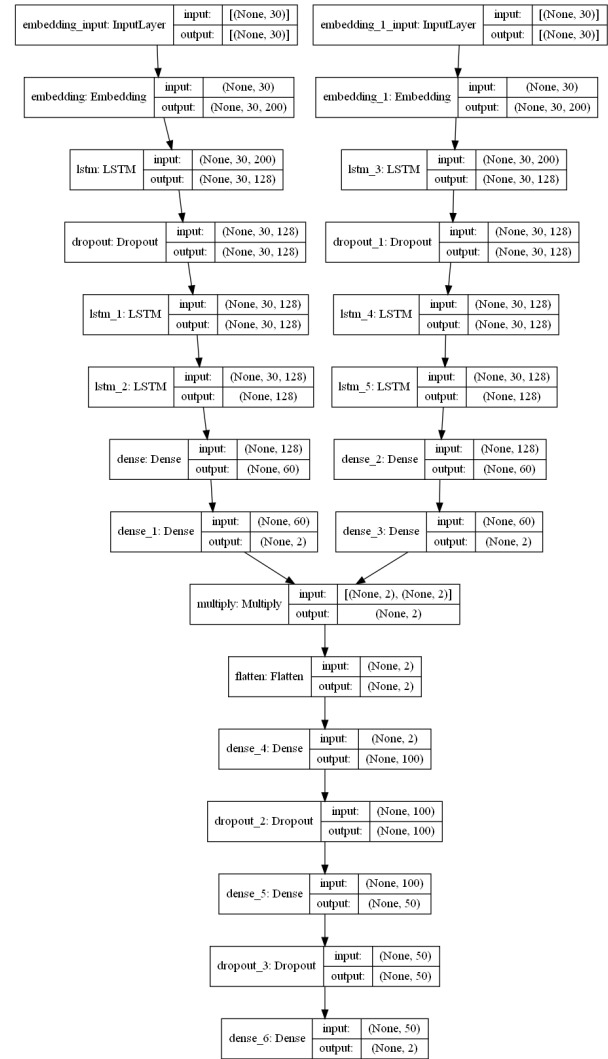 embedding_input: InputLayer input: [(None, 30)]
output: [(None, 30)]
embedding_1_input: InputLayer input: [(None, 30)]
output: [(None, 30)]
embedding: Embedding input: (None, 30)
output: (None, 30, 200)
embedding_1: Embedding input: (None, 30)
output: (None, 30, 200)
lstm: LSTM input: (None, 30, 200)
output: (None, 30, 128)
lstm_3: LSTM input: (None, 30, 200)
output: (None, 30, 128)
dropout: Dropout input: (None, 30, 128)
output: (None, 30, 128)
dropout_1: Dropout input: (None, 30, 128)
output: (None, 30, 128)
lstm_1: LSTM input: (None, 30, 128)
output: (None, 30, 128)
lstm_4: LSTM input: (None, 30, 128)
output: (None, 30, 128)
lstm_2: LSTM input: (None, 30, 128)
output: (None, 128)
lstm_5: LSTM input: (None, 30, 128)
output: (None, 128)
dense: Dense input: (None, 128)
output: (None, 60)
dense_2: Dense input: (None, 128)
output: (None, 60)
dense_1: Dense input: (None, 60)
output: (None, 2)
dense_3: Dense input: (None, 60)
output: (None, 2)
multiply: Multiply input: [(None, 2), (None, 2)]
output: (None, 2)
flatten: Flatten input: (None, 2)
output: (None, 2)
dense_4: Dense input: (None, 2)
output: (None, 100)
dropout_2: Dropout input: (None, 100)
output: (None, 100)
dense_5: Dense input: (None, 100)
output: (None, 50)
dropout_3: Dropout input: (None, 50)
output: (None, 50)
dense_6: Dense input: (None, 50)
output: (None, 2)